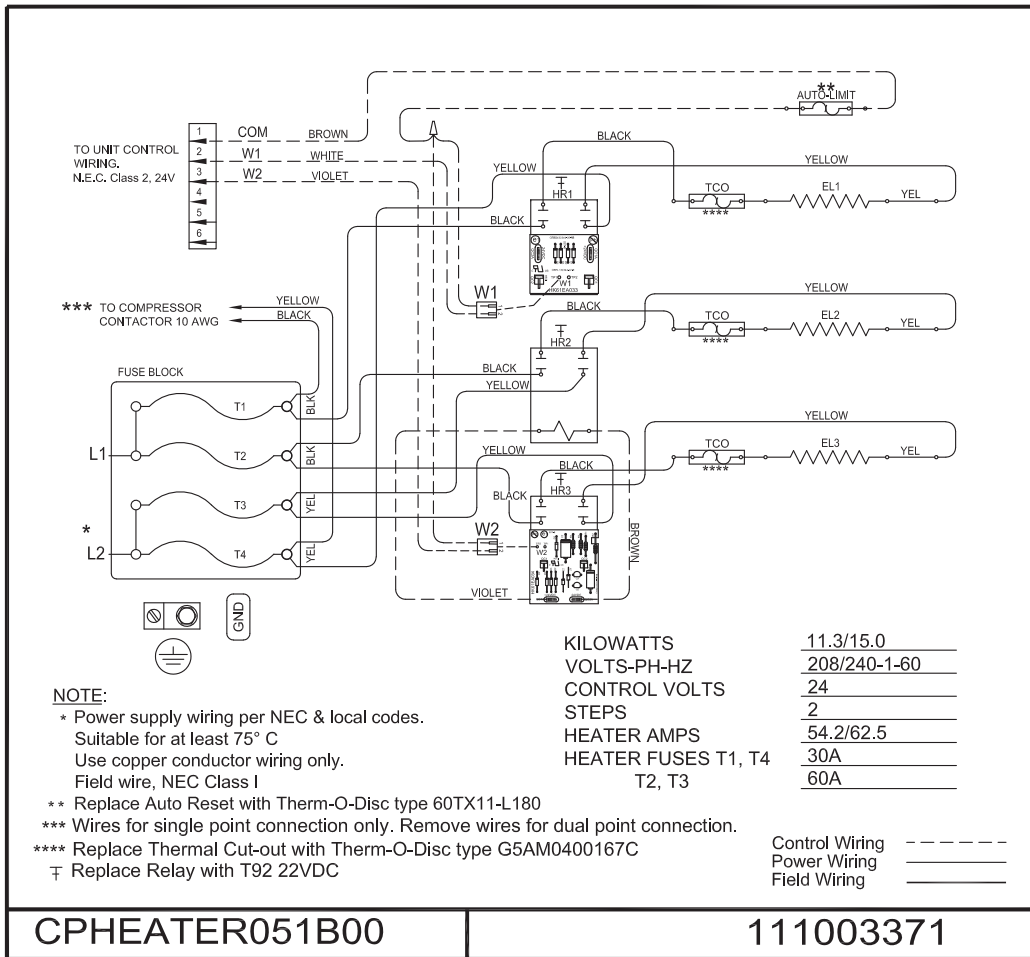 **
AUTO-LIMIT
1
COM
BROWN
2
W1
WHITE
3
W2
VIOLET
4
5
6
TO UNIT CONTROL
WIRING.
N.E.C. Class 2, 24V
BLACK
YELLOW
YELLOW
HR1
TCO
****
EL1
YEL
BLACK
W1
HK61EA003
W1
*** TO COMPRESSOR
CONTACTOR 10 AWG
YELLOW
BLACK
YELLOW
BLACK
HR2
TCO
****
EL2
YEL
BLACK
YELLOW
FUSE BLOCK
T1
BLK
L1
T2
BLK
T3
YEL
*
L2
T4
YEL
YELLOW
YELLOW
BLACK
HR3
TCO
****
EL3
YEL
BLACK
W2
W2
BROWN
VIOLET
GND
KILOWATTS 11.3/15.0
VOLTS-PH-HZ 208/240-1-60
CONTROL VOLTS 24
STEPS 2
HEATER AMPS 54.2/62.5
HEATER FUSES T1, T4 30A
T2, T3 60A
NOTE:
* Power supply wiring per NEC & local codes.
Suitable for at least 75° C
Use copper conductor wiring only.
Field wire, NEC Class I
** Replace Auto Reset with Therm-O-Disc type 60TX11-L180
*** Wires for single point connection only. Remove wires for dual point connection.
**** Replace Thermal Cut-out with Therm-O-Disc type G5AM0400167C
Replace Relay with T92 22VDC
Control Wiring
Power Wiring
Field Wiring
CPHEATER051B00
111003371